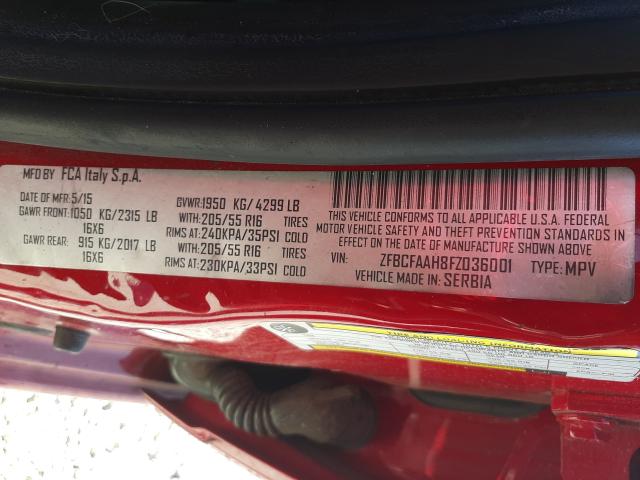 MFD BY FCA Italy S.p.A.
DATE OF MFR:5/15 GVWR:1950 KG/4299 LB
GAWR FRONT:1050 KG/2315 LB WITH:205/55 R16 TIRES
16X6 RIMS AT:240KPA/35PSI COLD
GAWR REAR: 915 KG/2017 LB WITH:205/55 R16 TIRES
16X6 RIMS AT:230KPA/33PSI COLD
THIS VEHICLE CONFORMS TO ALL APPLICABLE U.S.A. FEDERAL
MOTOR VEHICLE SAFETY AND THEFT PREVENTION STANDARDS IN
EFFECT ON THE DATE OF MANUFACTURE SHOWN ABOVE.
VIN: ZFBCFAAH8FZ036001 TYPE: MPV
VEHICLE MADE IN: SERBIA
TIRE AND LOADING INFORMATION